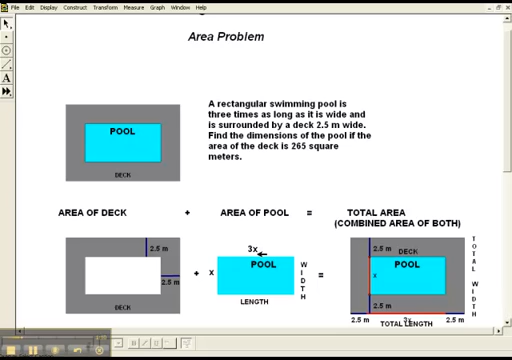 File Edit Display Construct Transform Measure Graph Window Help
Area Problem
POOL
DECK
A rectangular swimming pool is
three times as long as it is wide and
is surrounded by a deck 2.5 m wide.
Find the dimensions of the pool if the
area of the deck is 265 square
meters.
AREA OF DECK + AREA OF POOL = TOTAL AREA
(COMBINED AREA OF BOTH)
2.5 m
2.5 m
DECK
+
3x
x
POOL
WIDTH
LENGTH
=
2.5 m
DECK
POOL
x
2.5 m
2.5 m 3x 2.5 m
TOTAL LENGTH
TOTAL WIDTH
A